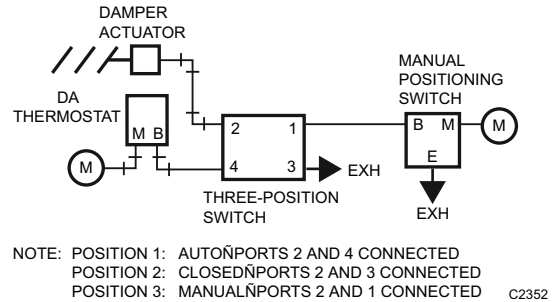 DAMPER
ACTUATOR
DA
THERMOSTAT
M B
M
2 1
4 3
EXH
THREE-POSITION
SWITCH
MANUAL
POSITIONING
SWITCH
B M
E
M
EXH
NOTE: POSITION 1: AUTOÑPORTS 2 AND 4 CONNECTED
POSITION 2: CLOSEDÑPORTS 2 AND 3 CONNECTED
POSITION 3: MANUALÑPORTS 2 AND 1 CONNECTED
C2352